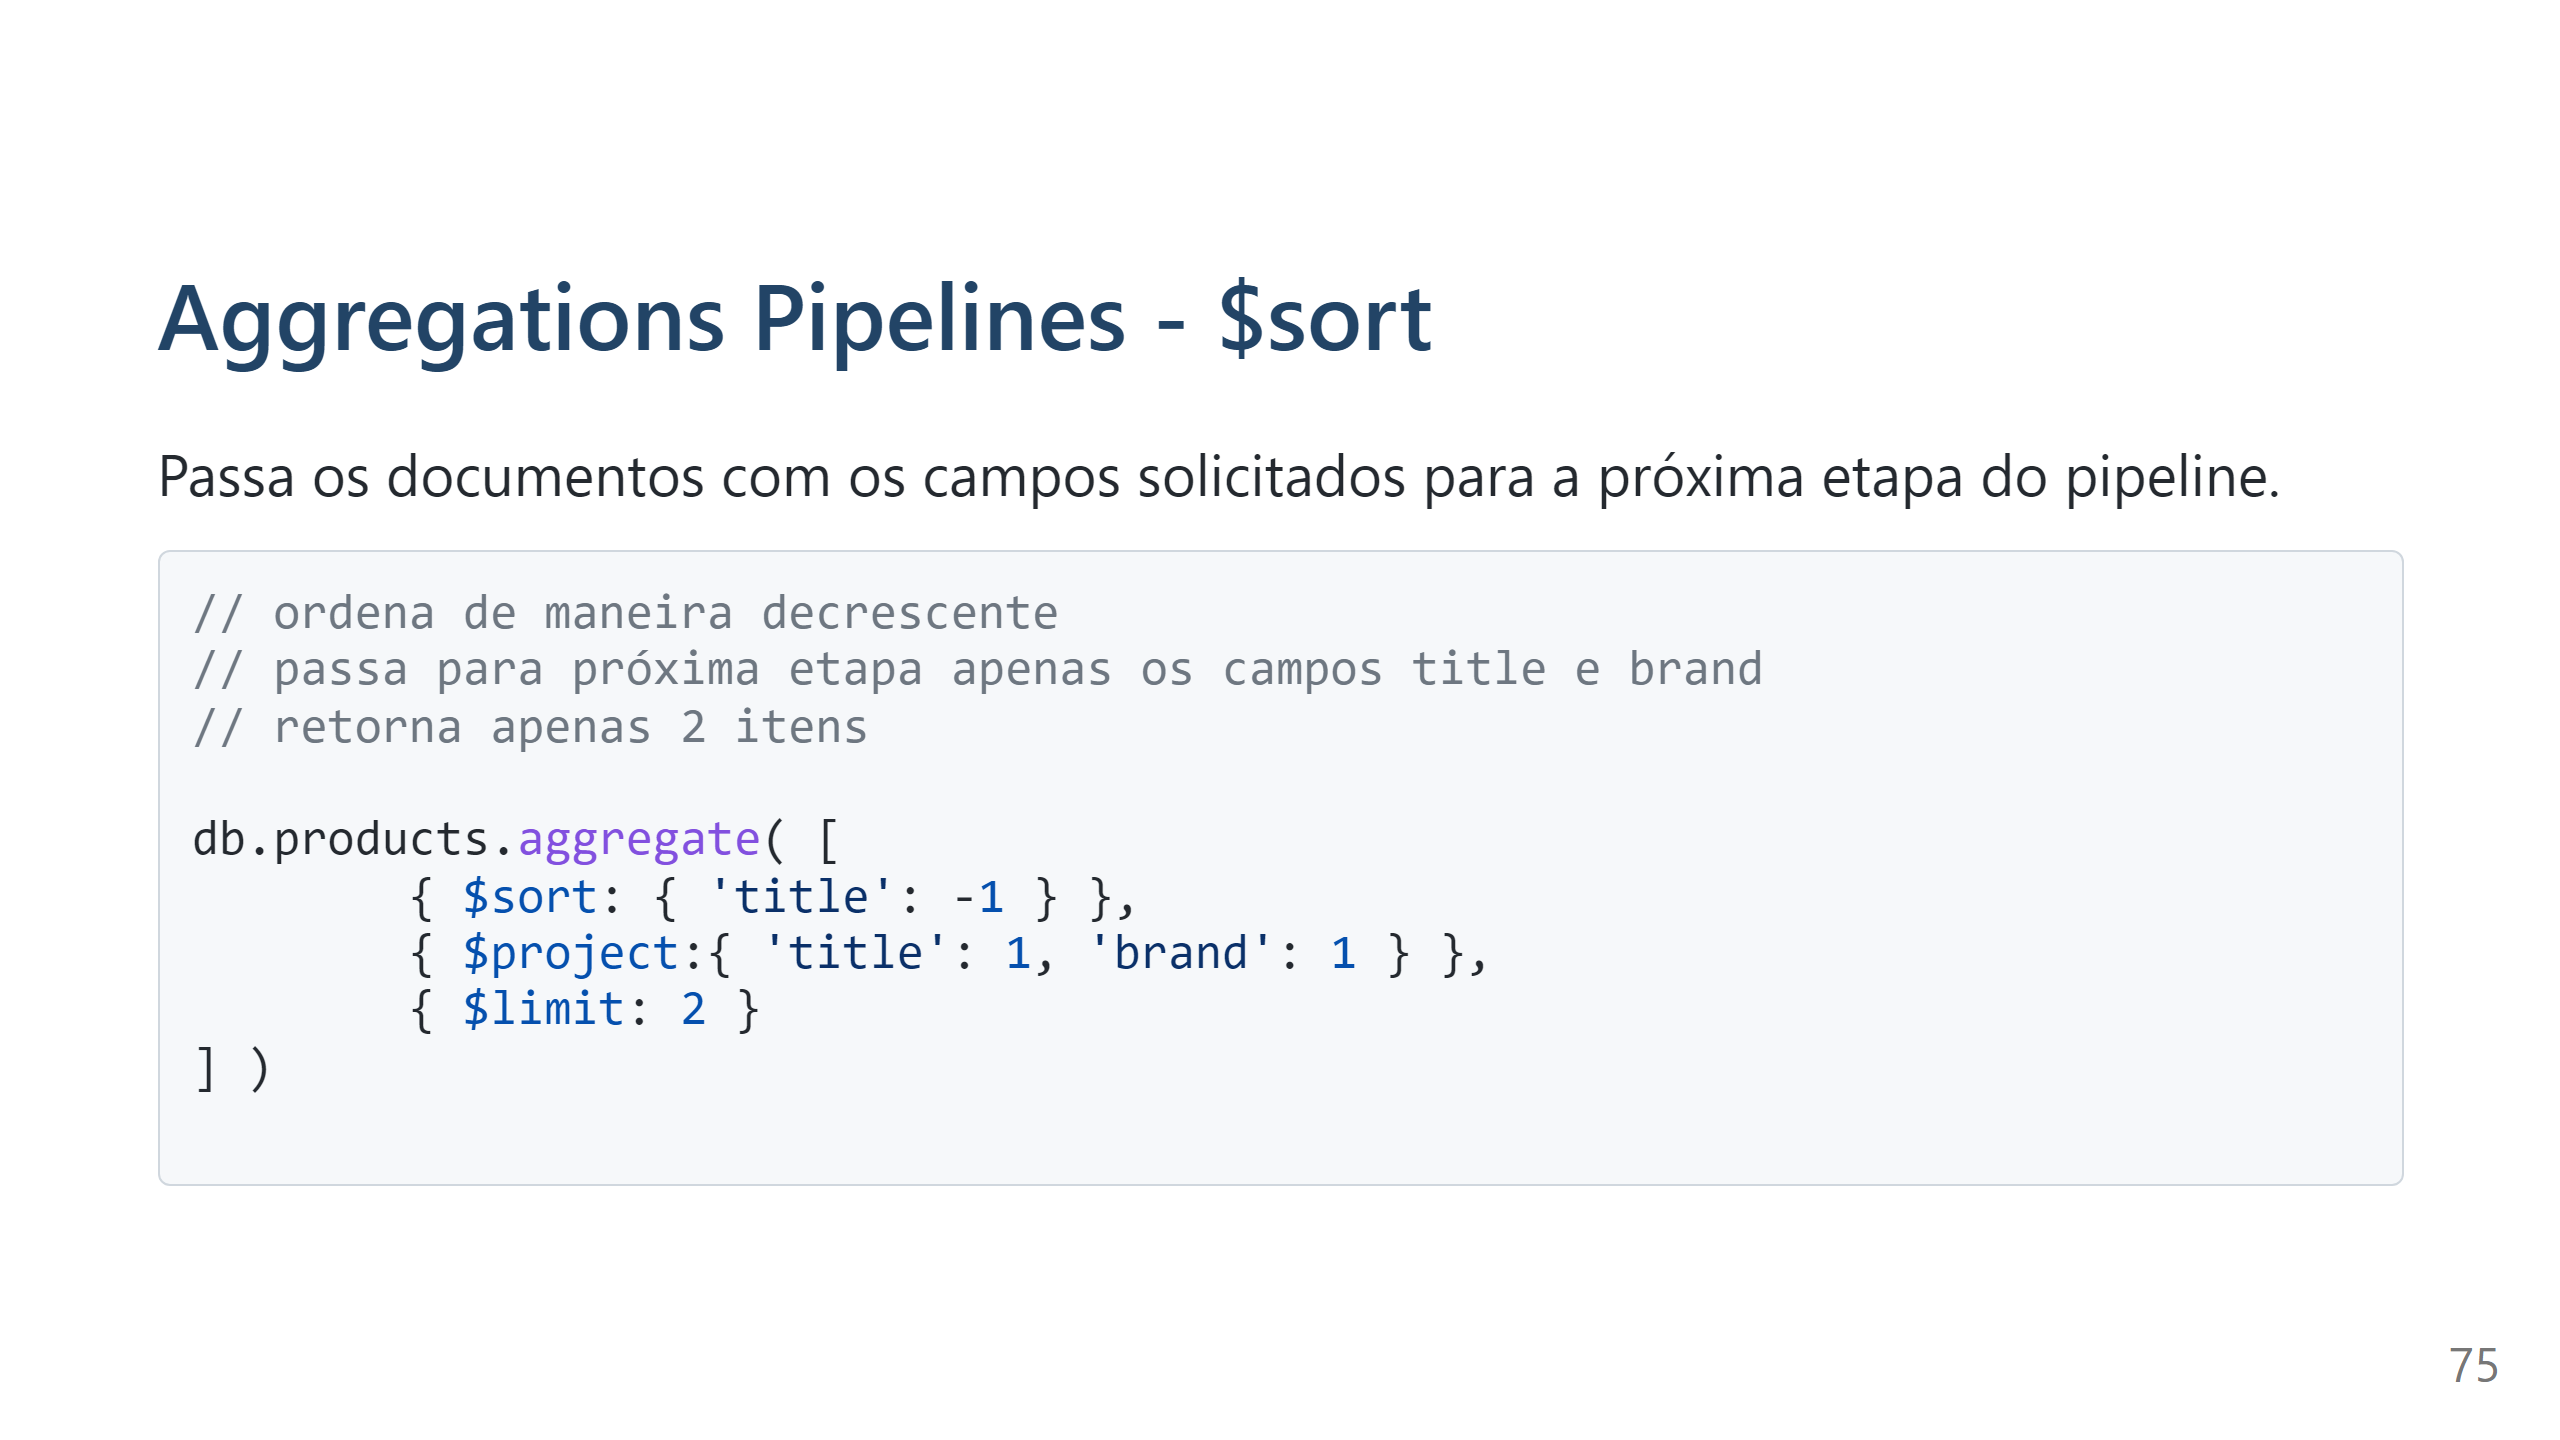 Aggregations Pipelines - $sort
Passa os documentos com os campos solicitados para a próxima etapa do pipeline.
// ordena de maneira decrescente
// passa para próxima etapa apenas os campos title e brand
// retorna apenas 2 itens
db.products.aggregate( [
        { $sort: { 'title': -1 } },
        { $project:{ 'title': 1, 'brand': 1 } },
        { $limit: 2 }
] )
75